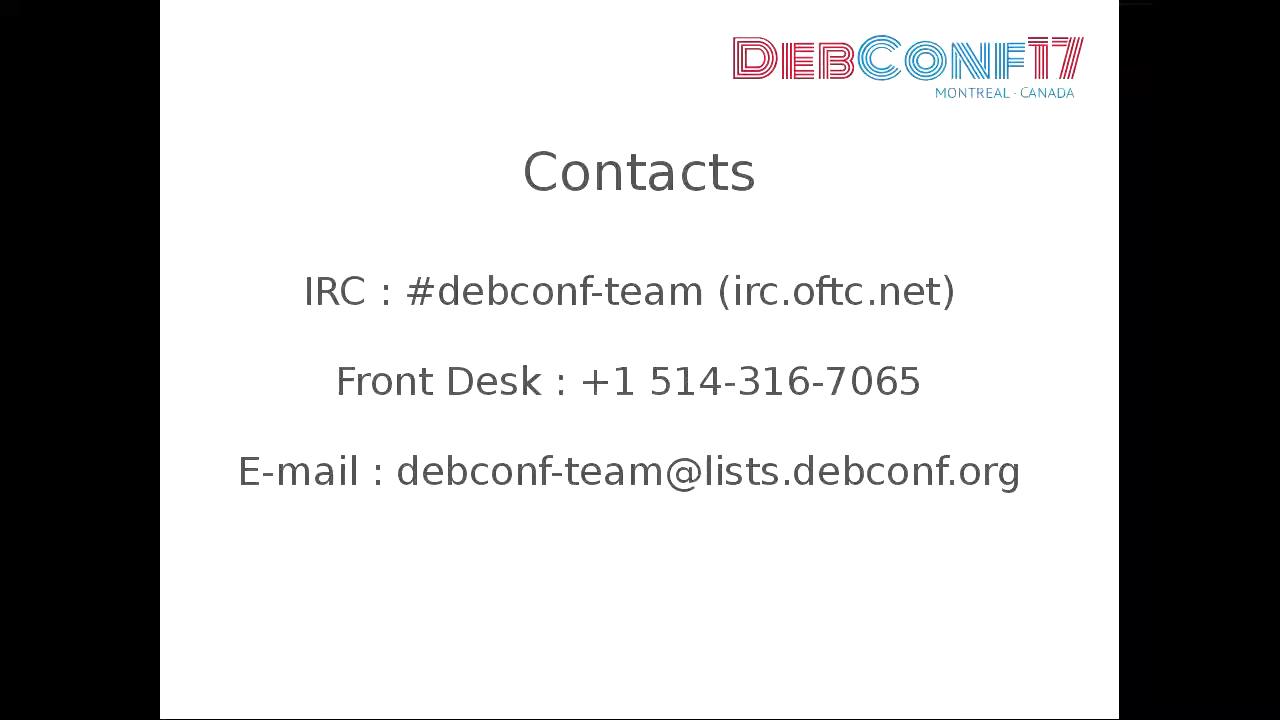 DEBCONF17
MONTREAL · CANADA
Contacts
IRC : #debconf-team (irc.oftc.net)
Front Desk : +1 514-316-7065
E-mail : debconf-team@lists.debconf.org